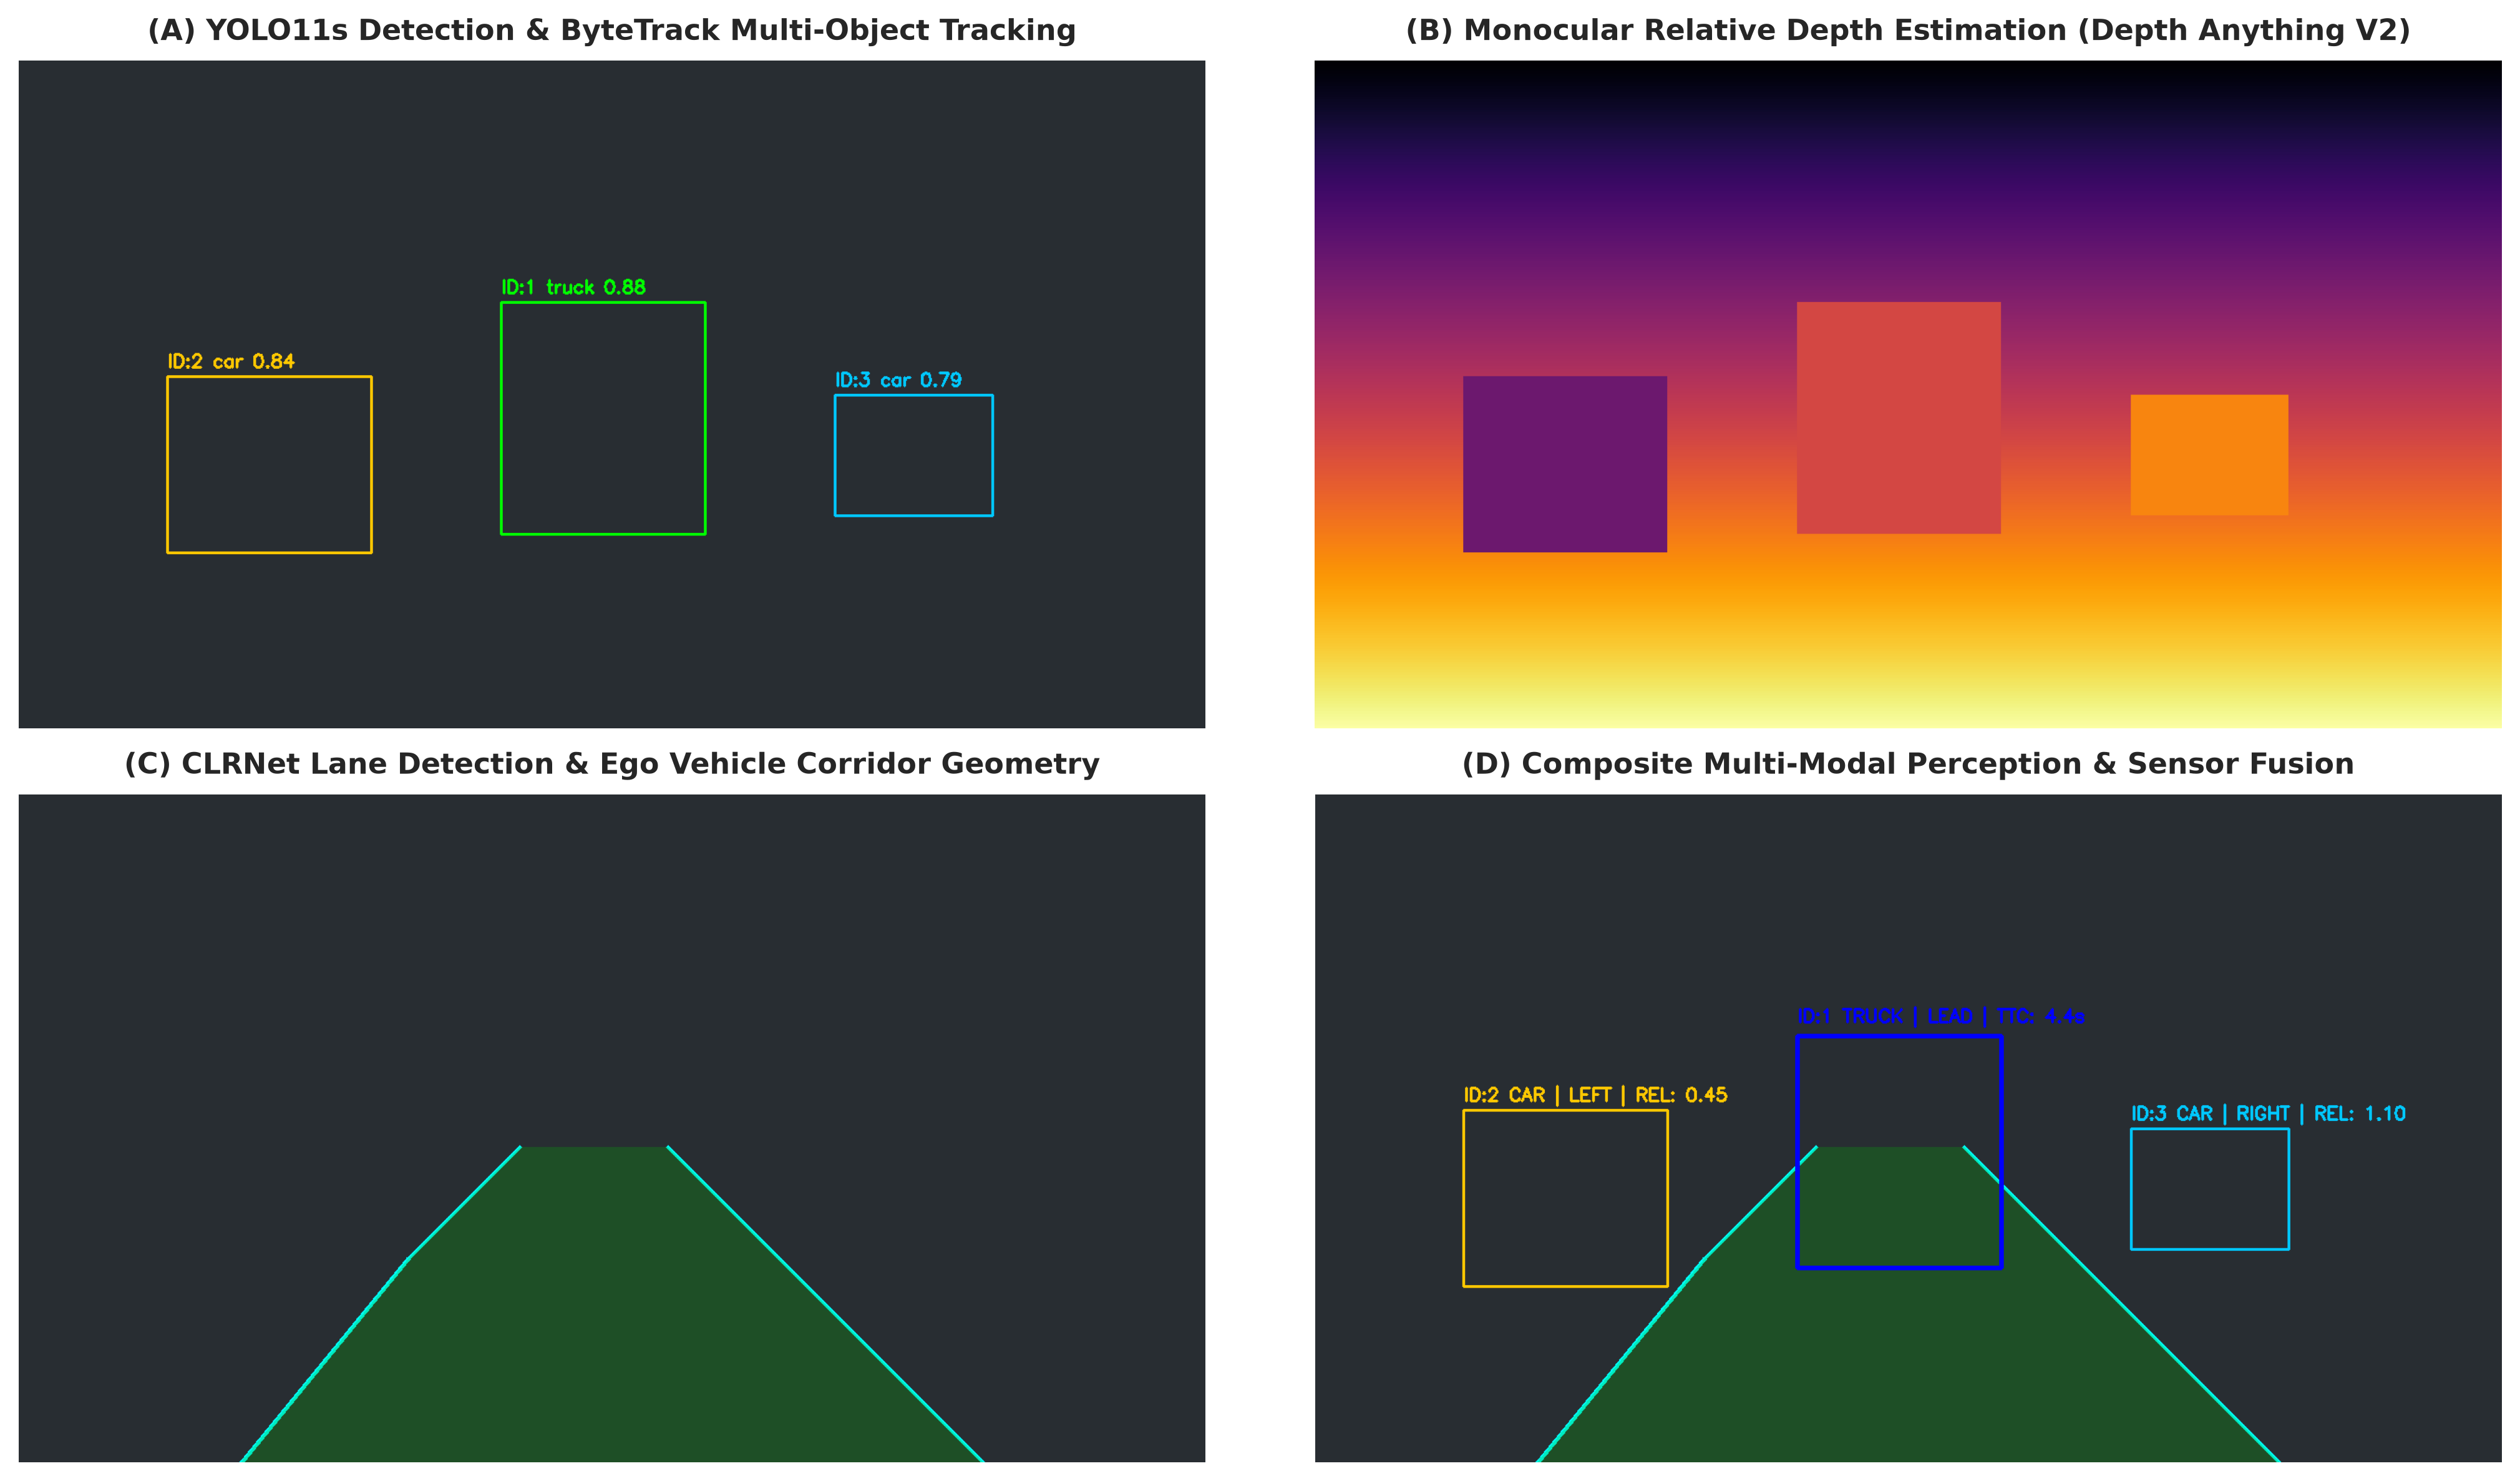 (A) YOLO11s Detection & ByteTrack Multi-Object Tracking
ID:1 truck 0.88
ID:2 car 0.84
ID:3 car 0.79
(B) Monocular Relative Depth Estimation (Depth Anything V2)
(C) CLRNet Lane Detection & Ego Vehicle Corridor Geometry
(D) Composite Multi-Modal Perception & Sensor Fusion
ID:1 TRUCK | LEAD | TTC: 4.4s
ID:2 CAR | LEFT | REL: 0.45
ID:3 CAR | RIGHT | REL: 1.10